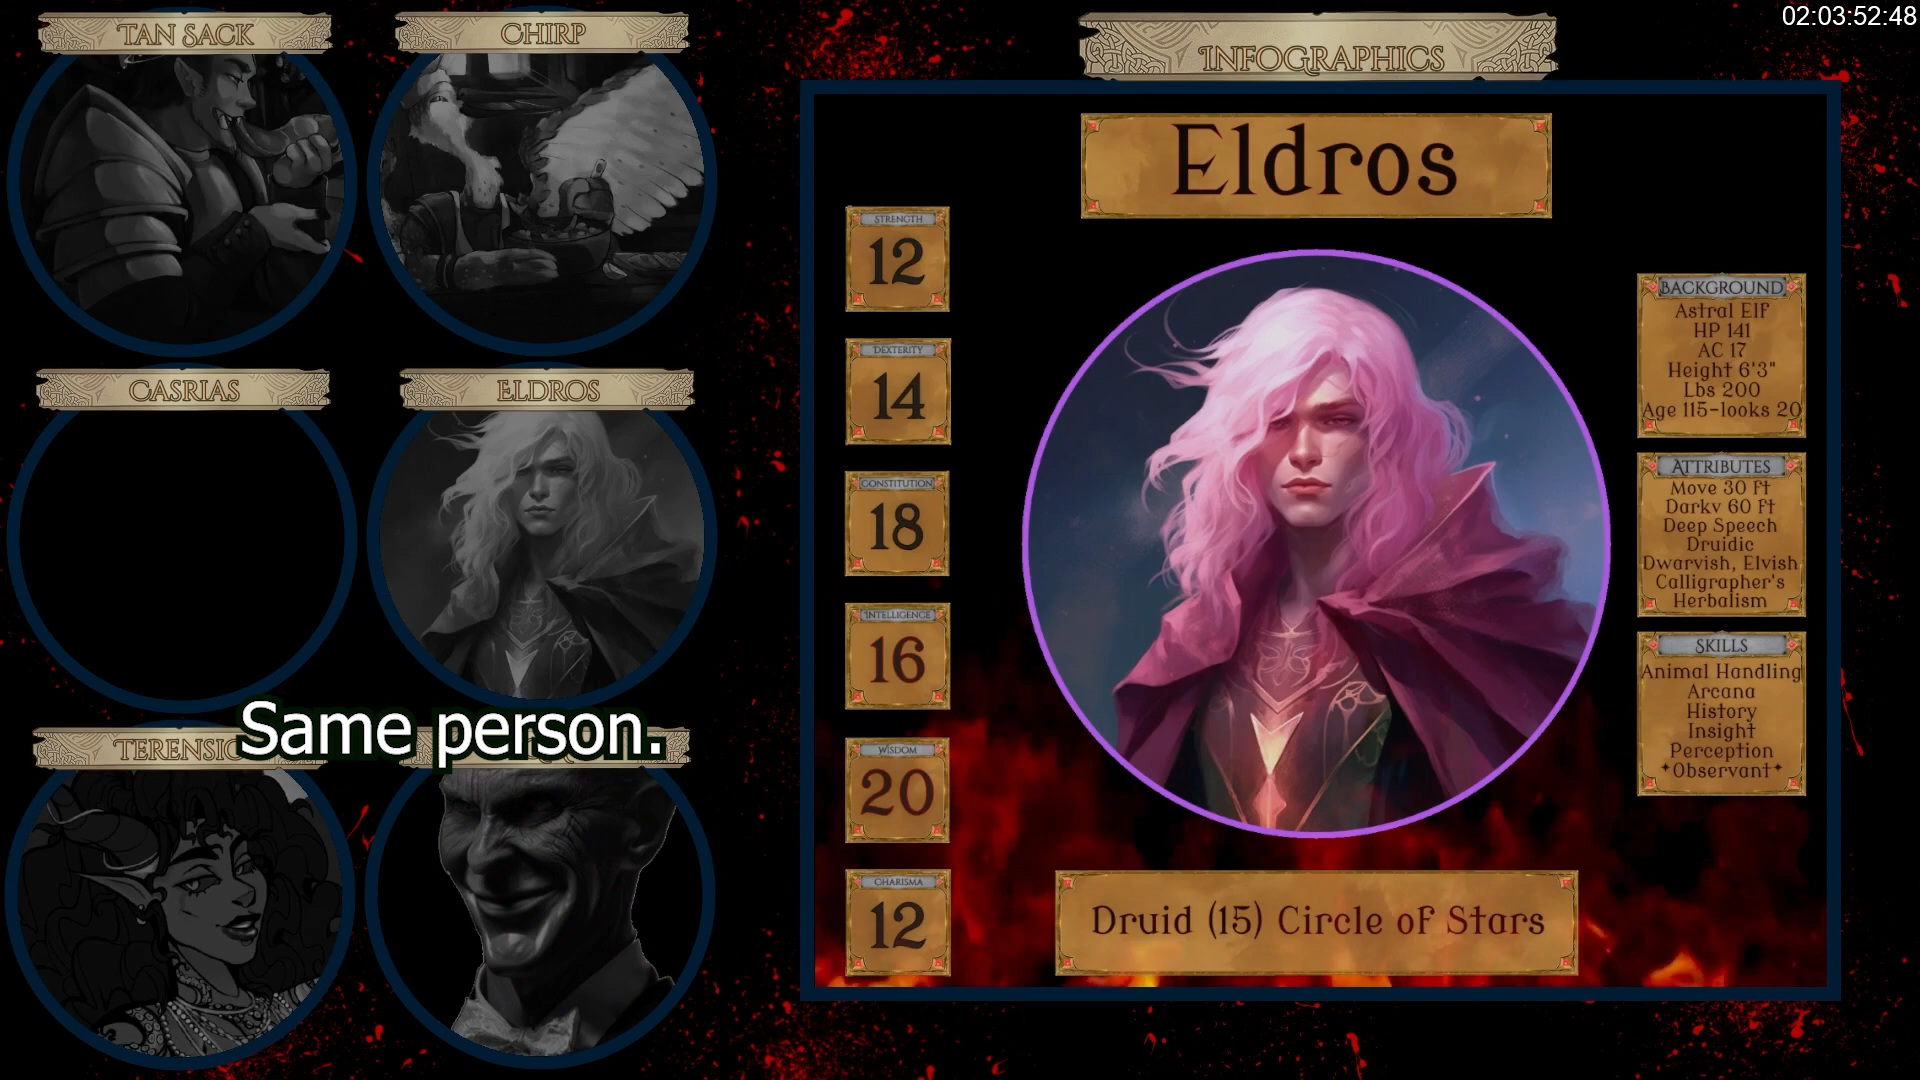 02:03:52:48
TAN SACK
CHIRP
CASRIAS
ELDROS
TERENSIO
Same person.
INFOGRAPHICS
Eldros
STRENGTH
12
DEXTERITY
14
CONSTITUTION
18
INTELLIGENCE
16
WISDOM
20
CHARISMA
12
BACKGROUND
Astral Elf
HP 141
AC 17
Height 6'3"
Lbs 200
Age 115-looks 20
ATTRIBUTES
Move 30 ft
Darkv 60 ft
Deep Speech
Druidic
Dwarvish, Elvish
Calligrapher's
Herbalism
SKILLS
Animal Handling
Arcana
History
Insight
Perception
*Observant*
Druid (15) Circle of Stars